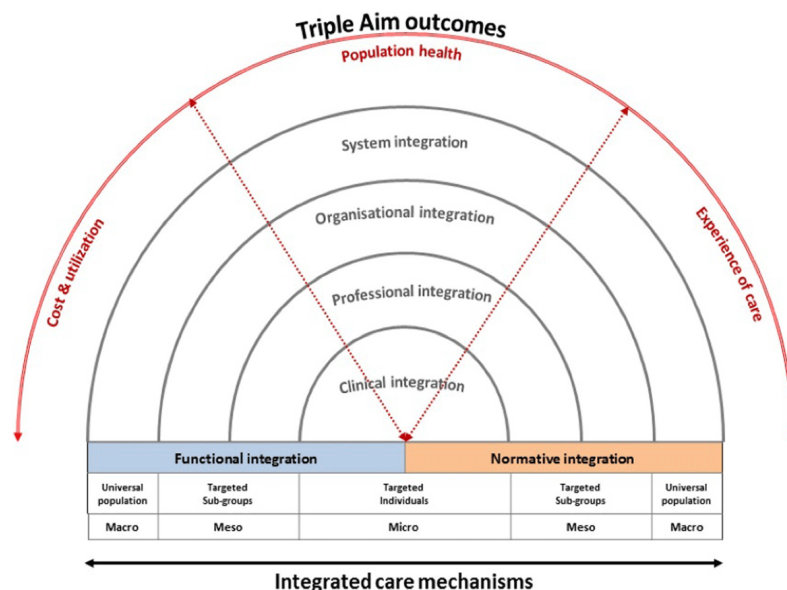 Triple Aim outcomes
Population health
Cost & utilization
Experience of care
System integration
Organisational integration
Professional integration
Clinical integration
Functional integration
Normative integration
Universal
population
Targeted
Sub-groups
Targeted
Individuals
Targeted
Sub-groups
Universal
population
Macro
Meso
Micro
Meso
Macro
Integrated care mechanisms